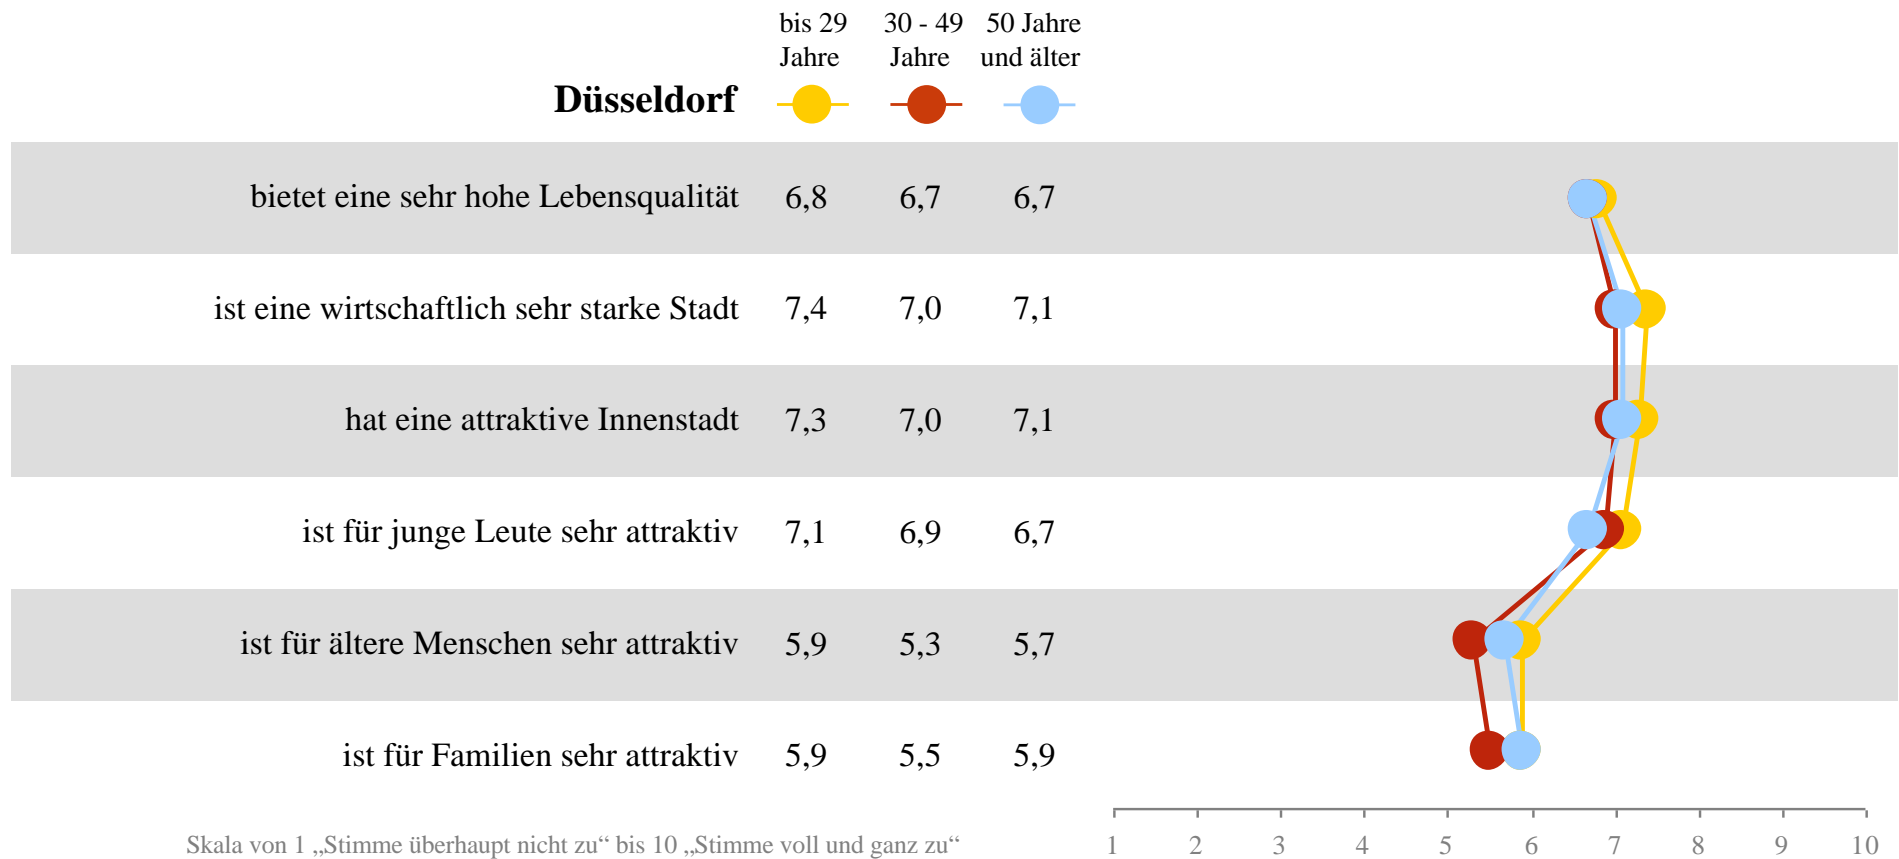 bis 29 30 - 49 50 Jahre
Jahre Jahre und älter
Düsseldorf
bietet eine sehr hohe Lebensqualität 6,8 6,7 6,7
ist eine wirtschaftlich sehr starke Stadt 7,4 7,0 7,1
hat eine attraktive Innenstadt 7,3 7,0 7,1
ist für junge Leute sehr attraktiv 7,1 6,9 6,7
ist für ältere Menschen sehr attraktiv 5,9 5,3 5,7
ist für Familien sehr attraktiv 5,9 5,5 5,9
Skala von 1 „Stimme überhaupt nicht zu“ bis 10 „Stimme voll und ganz zu“ 1 2 3 4 5 6 7 8 9 10